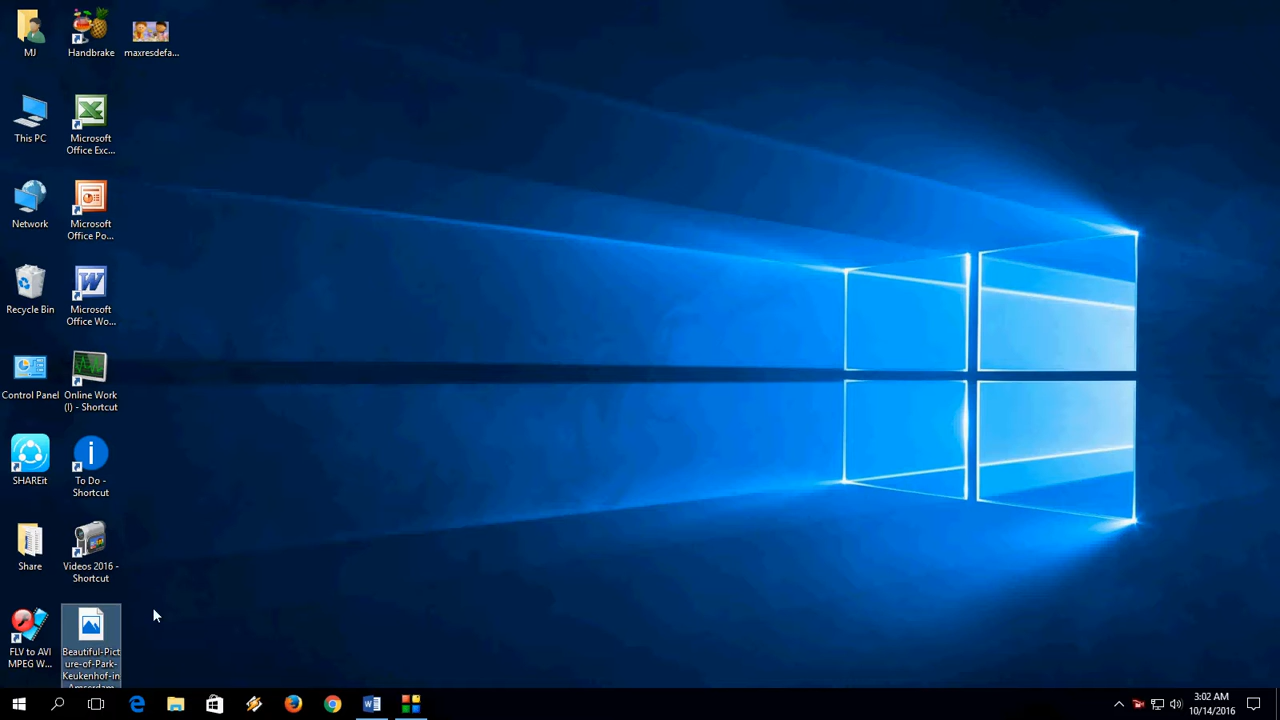 MJ
Handbrake
maxresdefa...
This PC
Microsoft
Office Exc...
Network
Microsoft
Office Po...
Recycle Bin
Microsoft
Office Wo...
Control Panel
Online Work
(I) - Shortcut
SHAREit
To Do -
Shortcut
Share
Videos 2016 -
Shortcut
FLV to AVI
MPEG W...
Beautiful-Pict
ure-of-Park-
Keukenhof-in
Amsterdam
3:02 AM
10/14/2016